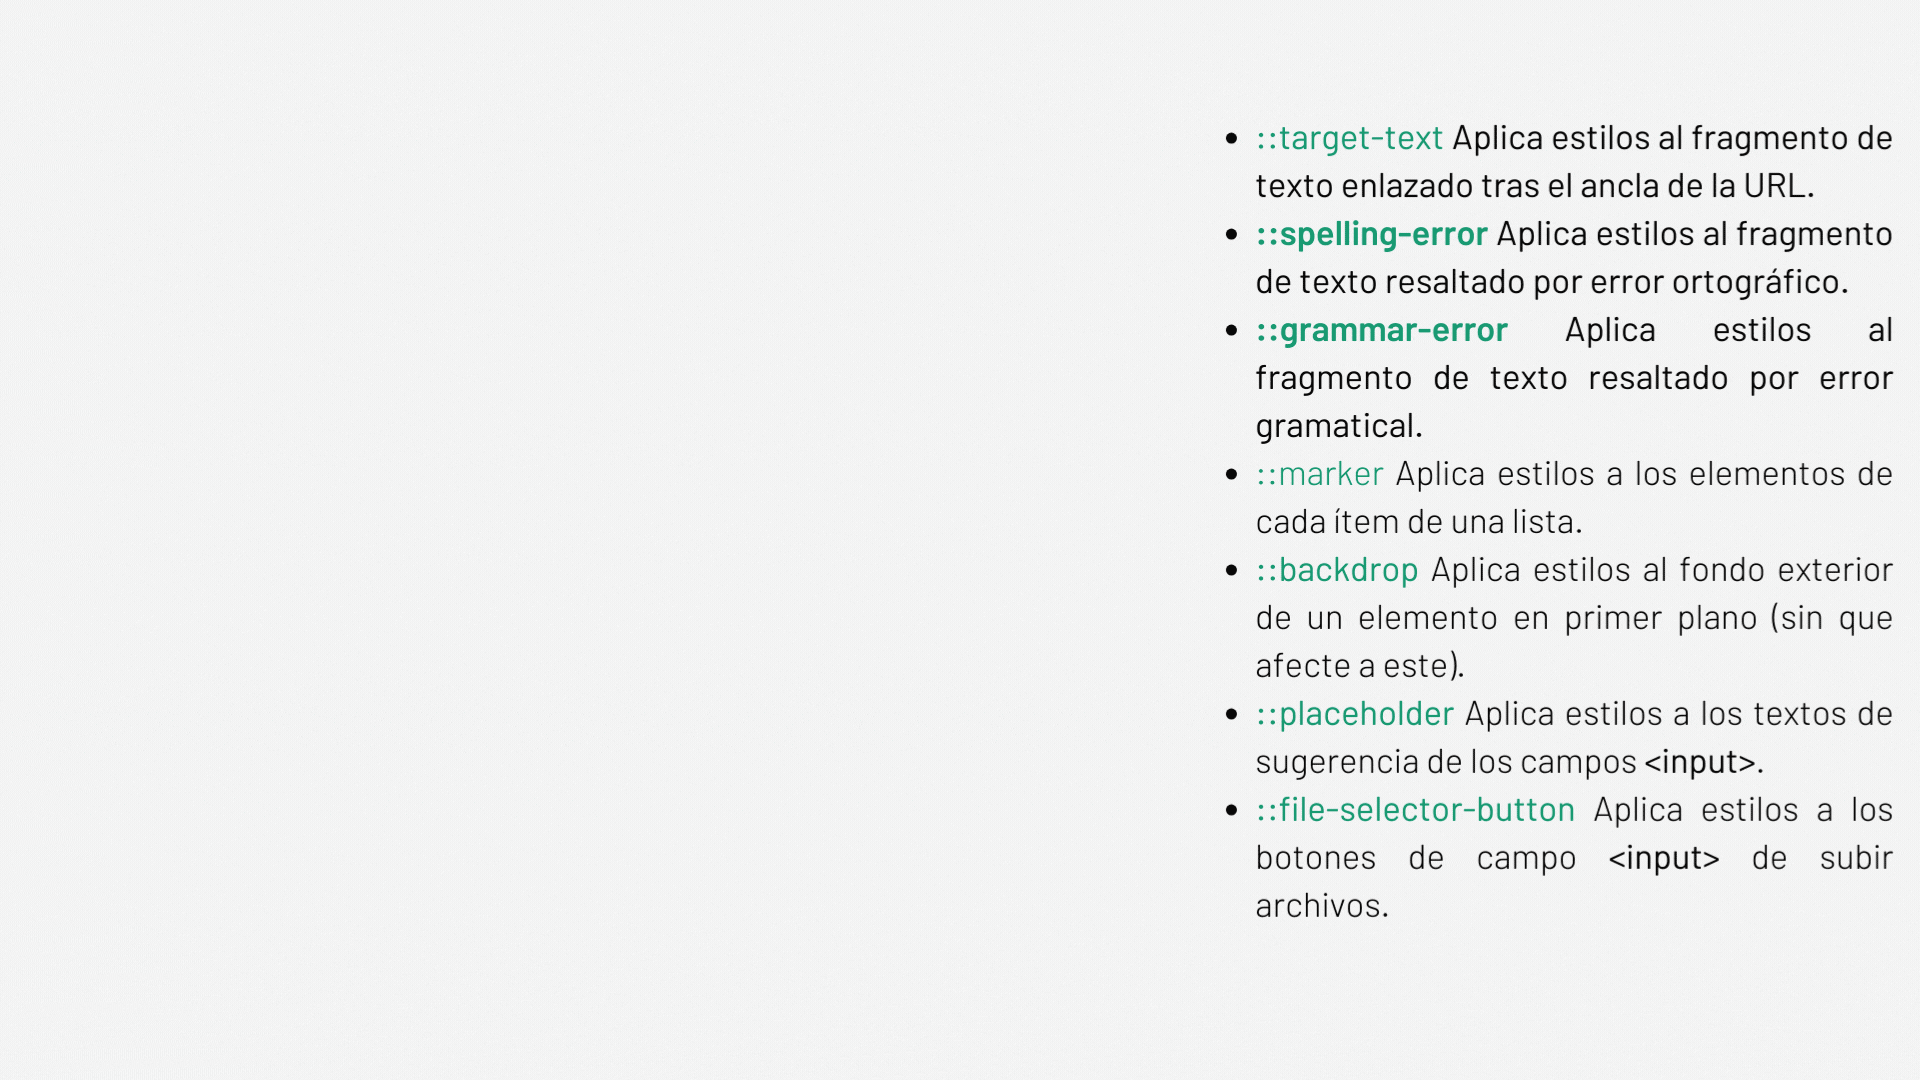 • ::target-text Aplica estilos al fragmento de
texto enlazado tras el ancla de la URL.
• ::spelling-error Aplica estilos al fragmento
de texto resaltado por error ortográfico.
• ::grammar-error Aplica estilos al
fragmento de texto resaltado por error
gramatical.
• ::marker Aplica estilos a los elementos de
cada ítem de una lista.
• ::backdrop Aplica estilos al fondo exterior
de un elemento en primer plano (sin que
afecte a este).
• ::placeholder Aplica estilos a los textos de
sugerencia de los campos <input>.
• ::file-selector-button Aplica estilos a los
botones de campo <input> de subir
archivos.